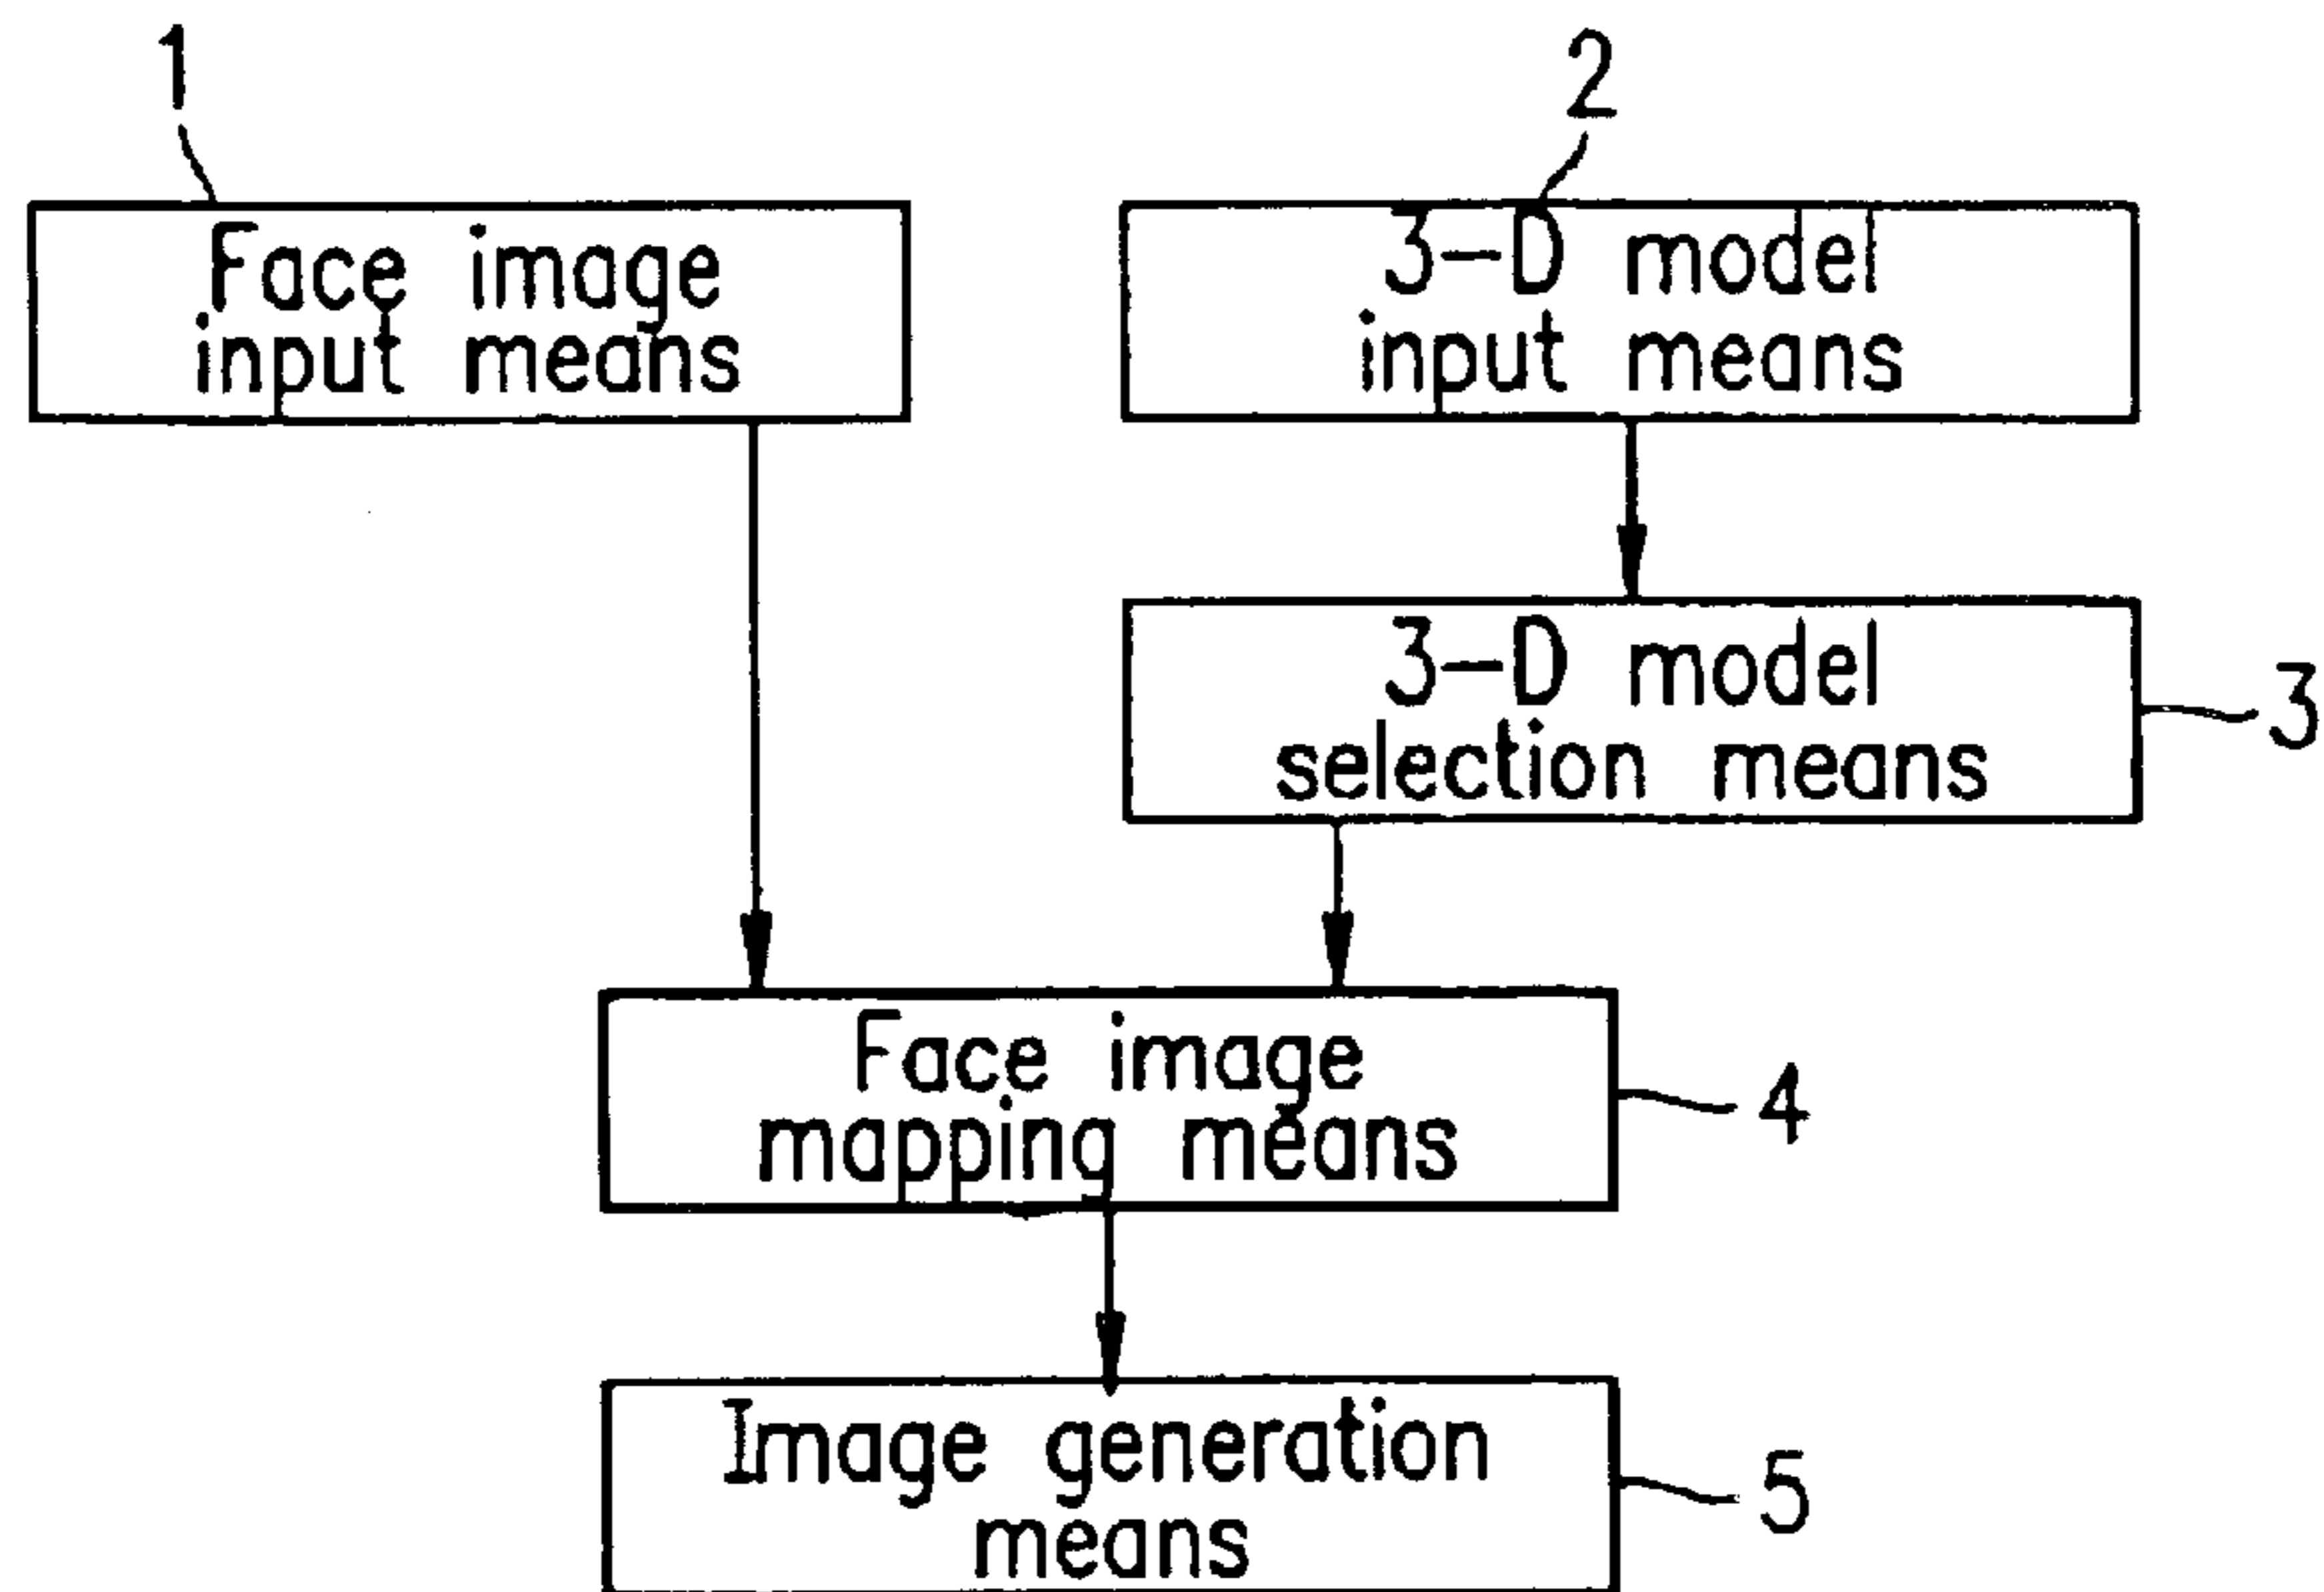 1
2
Face image
input means
3-D model
input means
3-D model
selection means
3
Face image
mapping means
4
Image generation
means
5